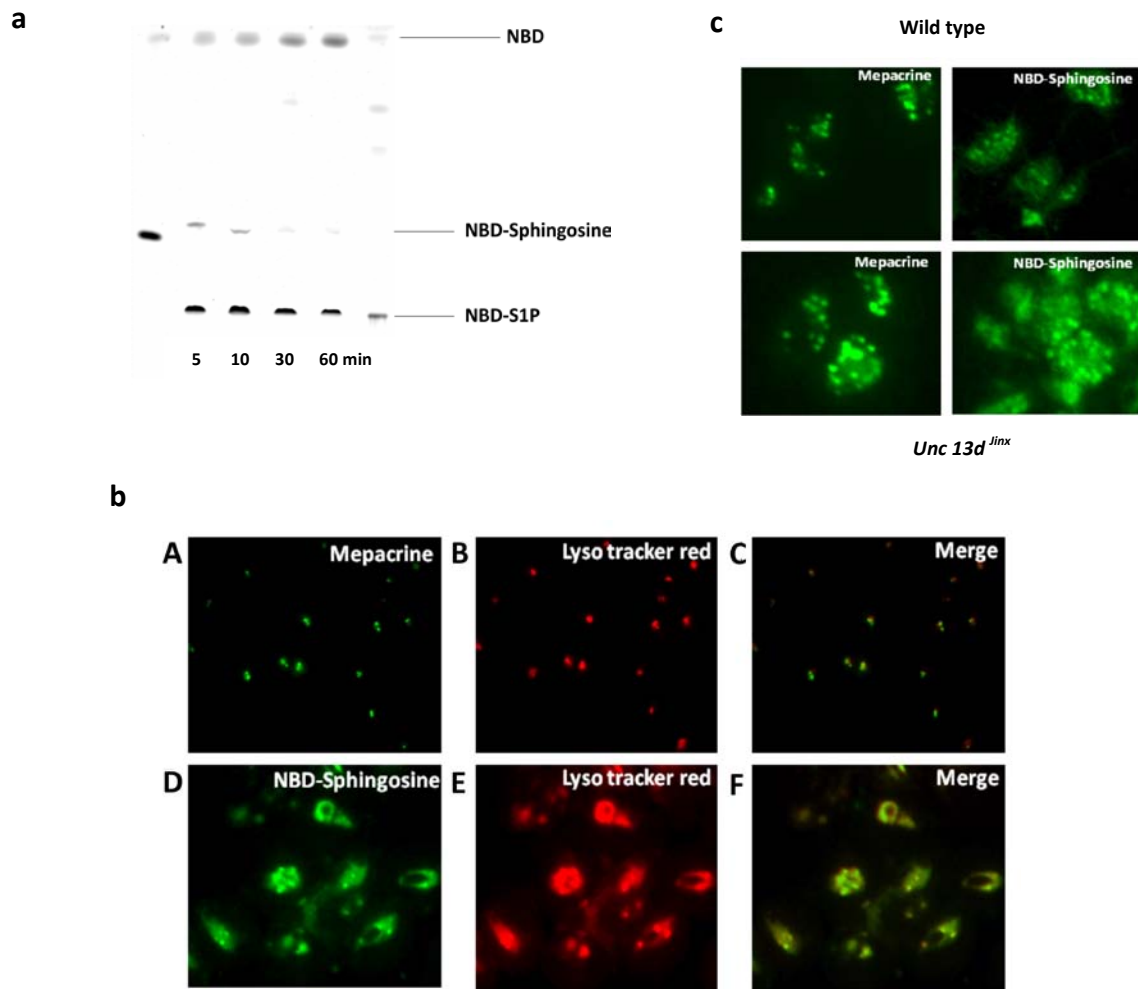 a
NBD
NBD-Sphingosine
NBD-S1P
5 10 30 60 min
c
Wild type
Mepacrine
NBD-Sphingosine
Mepacrine
NBD-Sphingosine
Unc 13d Jinx
b
A Mepacrine
B Lyso tracker red
C Merge
D NBD-Sphingosine
E Lyso tracker red
F Merge